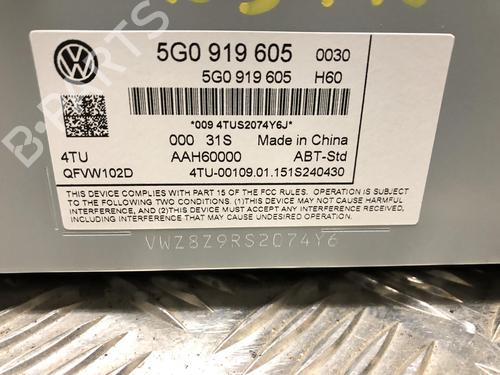 5G0 919 605 0030
5G0 919 605 H60
*009 4TUS2074Y6J*
000 31S Made in China
4TU AAH60000 ABT-Std
QFVW102D 4TU-00109.01.151S240430
THIS DEVICE COMPLIES WITH PART 15 OF THE FCC RULES. OPERATION IS SUBJECT
TO THE FOLLOWING TWO CONDITIONS: (1)THIS DEVICE MAY NOT CAUSE HARMFUL
INTERFERENCE, AND (2)THIS DEVICE MUST ACCEPT ANY INTERFERENCE RECEIVED,
INCLUDING INTERFERENCE THAT MAY CAUSE UNDESIRED OPERATION.
VWZ8Z9RS2074Y6
B-PARTS